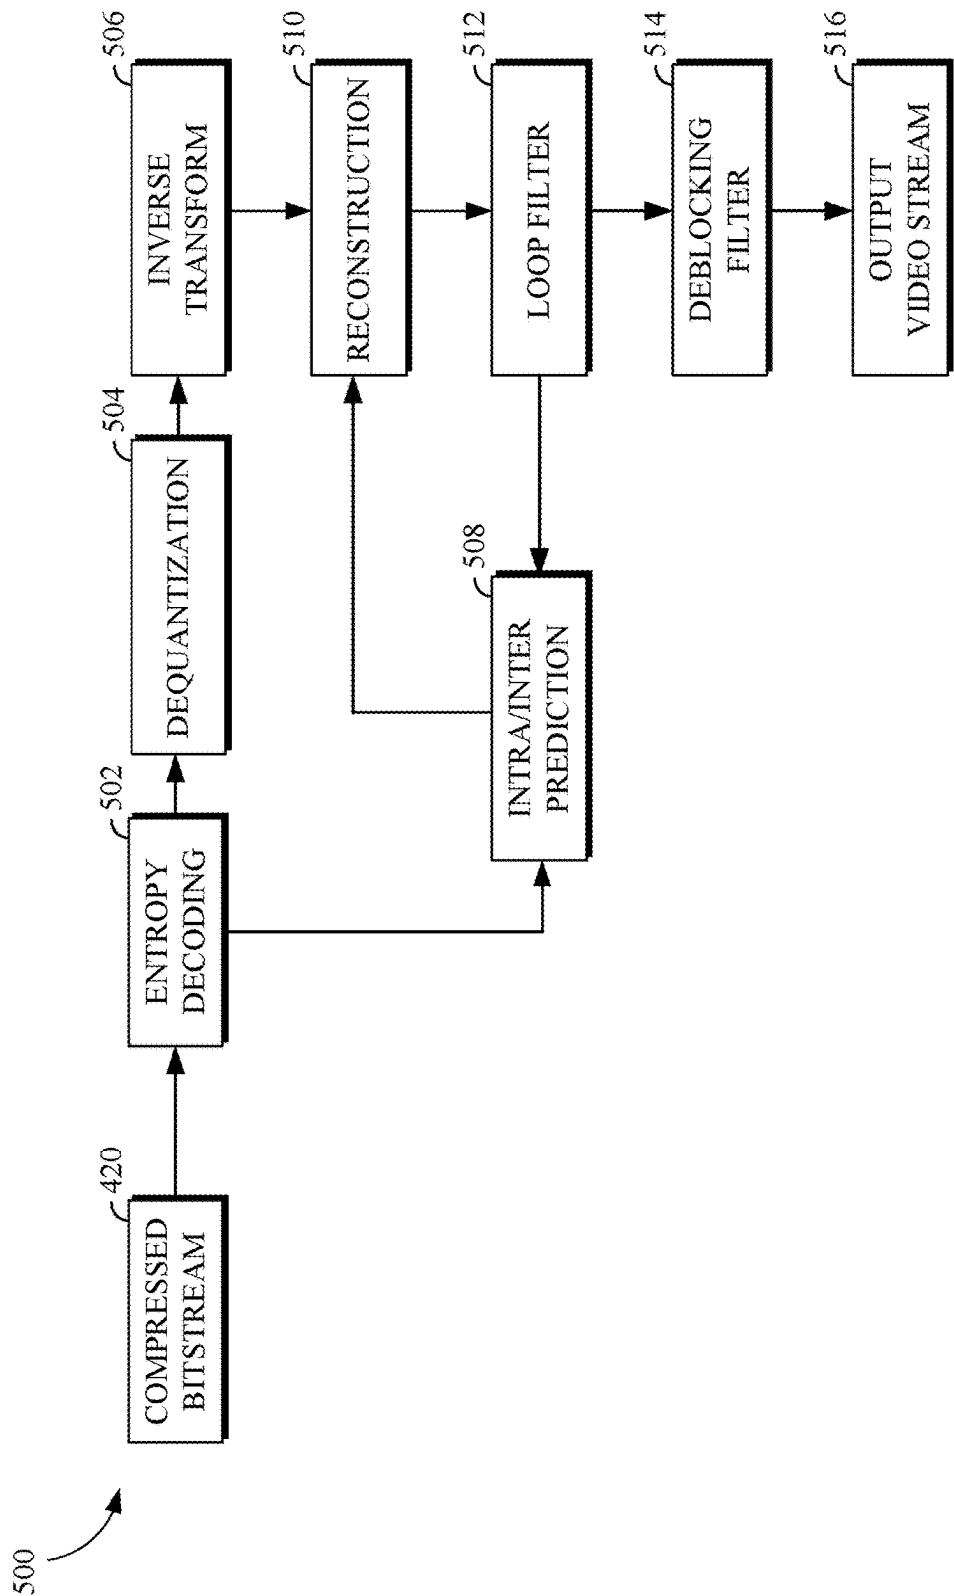 500
420
COMPRESSED
BITSTREAM
502
ENTROPY
DECODING
504
DEQUANTIZATION
506
INVERSE
TRANSFORM
508
INTRA/INTER
PREDICTION
510
RECONSTRUCTION
512
LOOP FILTER
514
DEBLOCKING
FILTER
516
OUTPUT
VIDEO STREAM